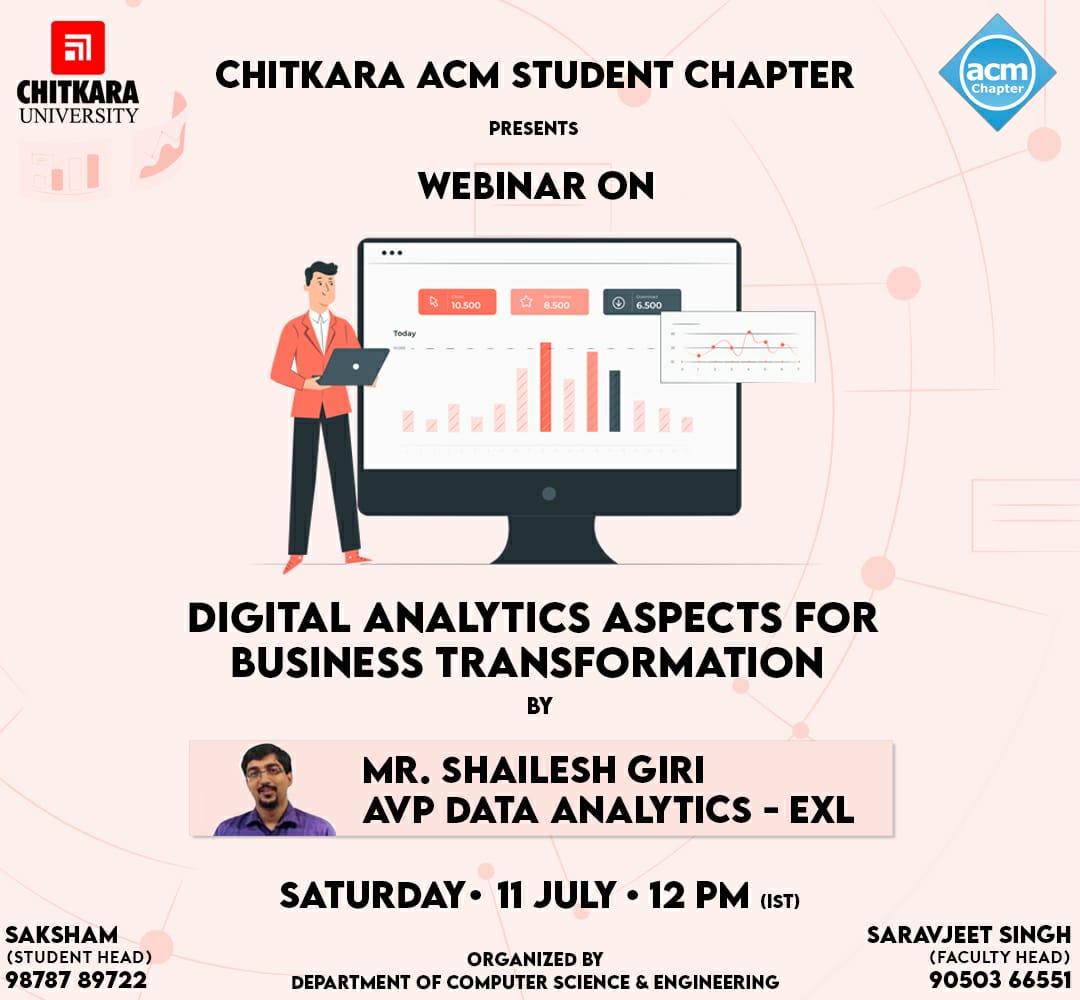 CHITKARA
UNIVERSITY
acm
Chapter
CHITKARA ACM STUDENT CHAPTER
PRESENTS
WEBINAR ON
10.500
8.500
6.500
Today
DIGITAL ANALYTICS ASPECTS FOR
BUSINESS TRANSFORMATION
BY
MR. SHAILESH GIRI
AVP DATA ANALYTICS - EXL
SATURDAY • 11 JULY • 12 PM (IST)
SAKSHAM
(STUDENT HEAD)
98787 89722
ORGANIZED BY
DEPARTMENT OF COMPUTER SCIENCE & ENGINEERING
SARAVJEET SINGH
(FACULTY HEAD)
90503 66551